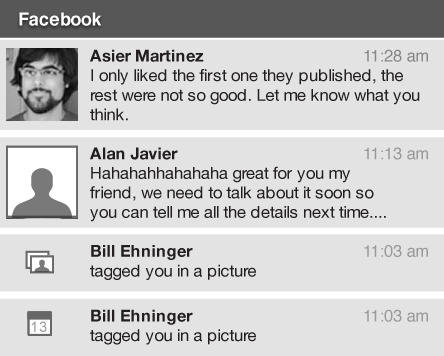 Facebook
Asier Martinez 11:28 am
I only liked the first one they published, the
rest were not so good. Let me know what you
think.
Alan Javier 11:13 am
Hahahahhahahaha great for you my
friend, we need to talk about it soon so
you can tell me all the details next time....
Bill Ehninger 11:03 am
tagged you in a picture
Bill Ehninger 11:03 am
13
tagged you in a picture